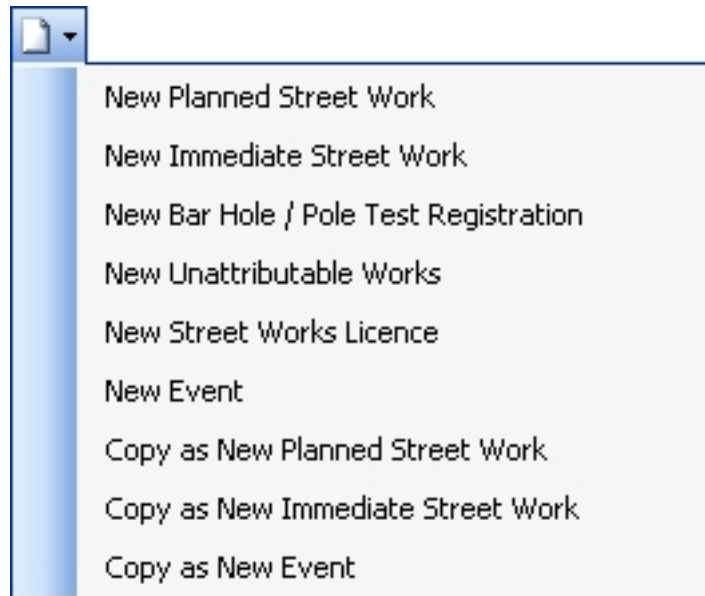 New Planned Street Work
New Immediate Street Work
New Bar Hole / Pole Test Registration
New Unattributable Works
New Street Works Licence
New Event
Copy as New Planned Street Work
Copy as New Immediate Street Work
Copy as New Event